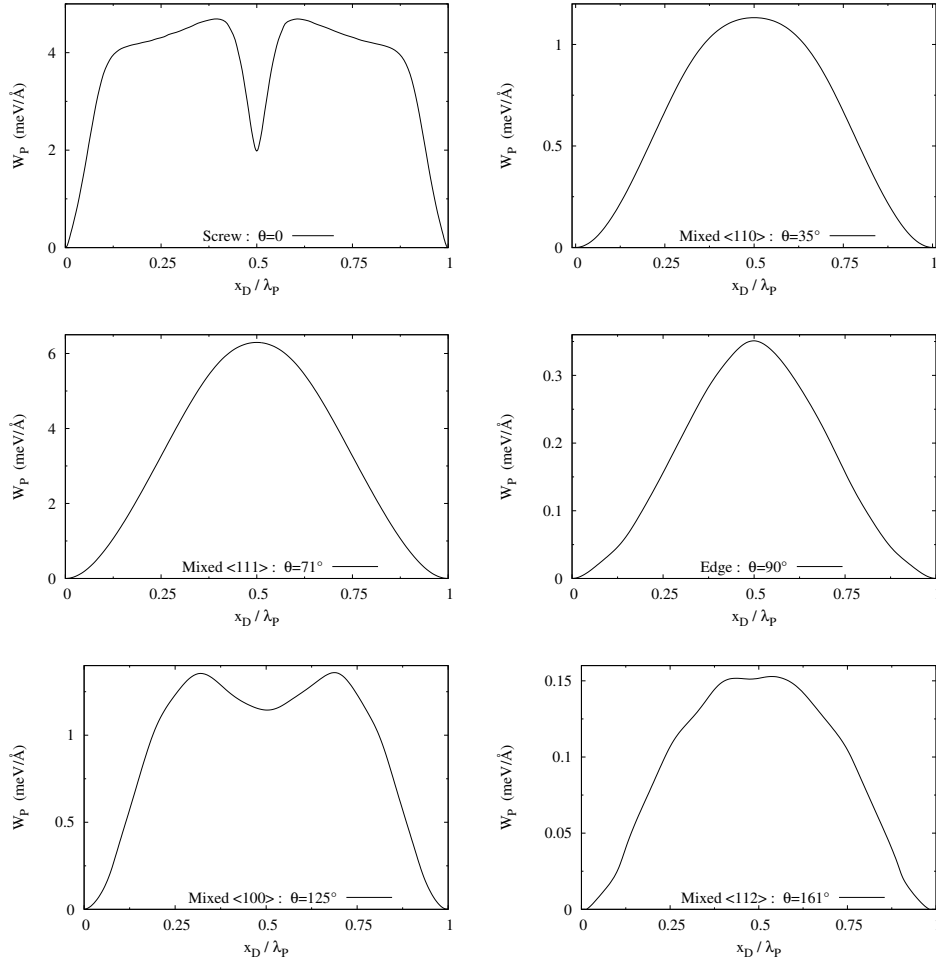 4
2
0
W_P (meV/Å)
Screw : θ=0
0 0.25 0.5 0.75 1
x_D / λ_P
1
0.5
0
W_P (meV/Å)
Mixed <110> : θ=35°
0 0.25 0.5 0.75 1
x_D / λ_P
6
4
2
0
W_P (meV/Å)
Mixed <111> : θ=71°
0 0.25 0.5 0.75 1
x_D / λ_P
0.3
0.2
0.1
0
W_P (meV/Å)
Edge : θ=90°
0 0.25 0.5 0.75 1
x_D / λ_P
1
0.5
0
W_P (meV/Å)
Mixed <100> : θ=125°
0 0.25 0.5 0.75 1
x_D / λ_P
0.15
0.1
0.05
0
W_P (meV/Å)
Mixed <112> : θ=161°
0 0.25 0.5 0.75 1
x_D / λ_P